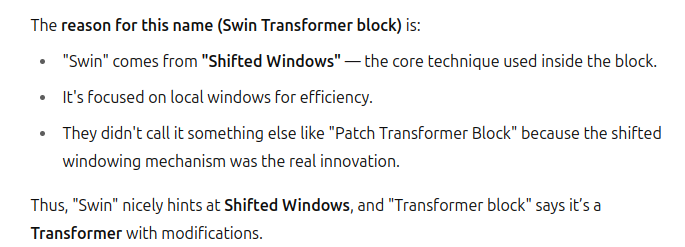 The reason for this name (Swin Transformer block) is:
• "Swin" comes from "Shifted Windows" — the core technique used inside the block.
• It's focused on local windows for efficiency.
• They didn't call it something else like "Patch Transformer Block" because the shifted
windowing mechanism was the real innovation.
Thus, "Swin" nicely hints at Shifted Windows, and "Transformer block" says it’s a
Transformer with modifications.